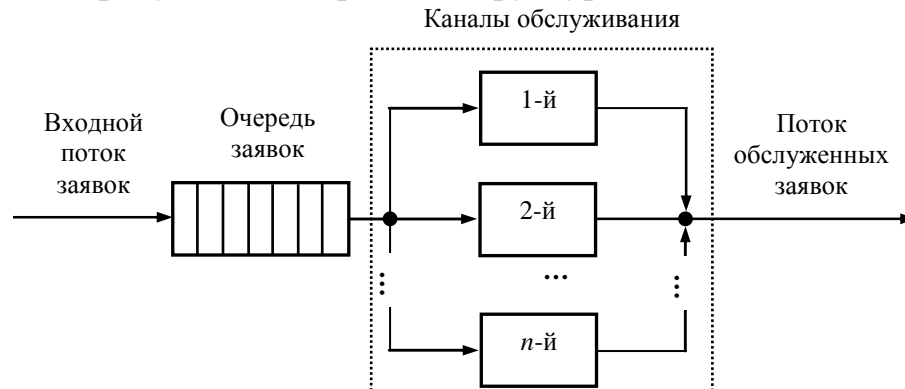 Каналы обслуживания
Входной
поток
заявок
Очередь
заявок
1-й
2-й
...
n-й
Поток
обслуженных
заявок